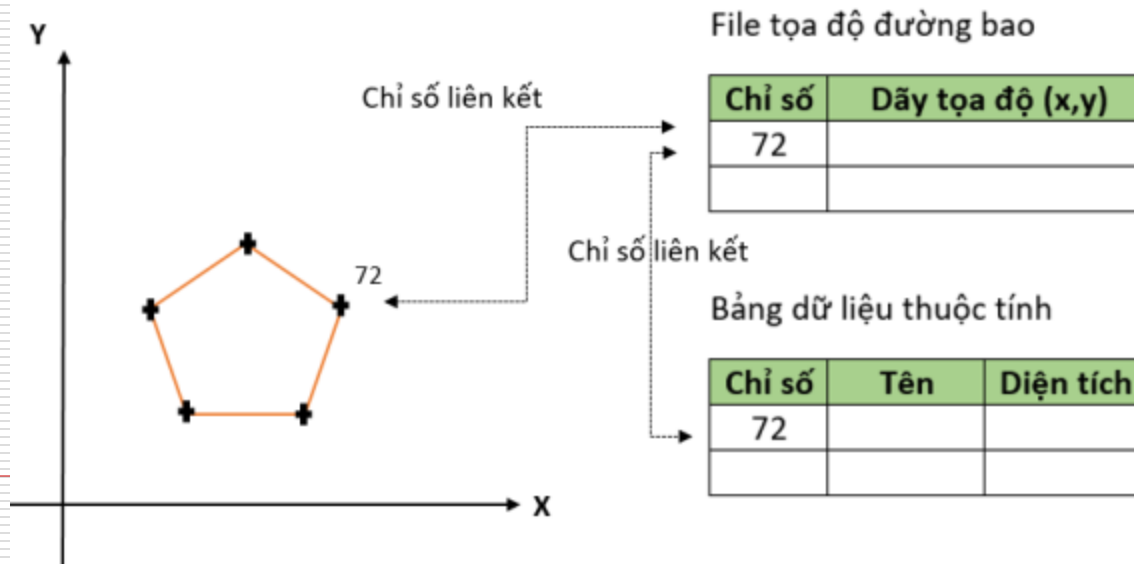 Y
File tọa độ đường bao
Chỉ số liên kết
Chỉ số Dãy tọa độ (x,y)
72
Chỉ số liên kết
72
Bảng dữ liệu thuộc tính
Chỉ số Tên Diện tích
72
X